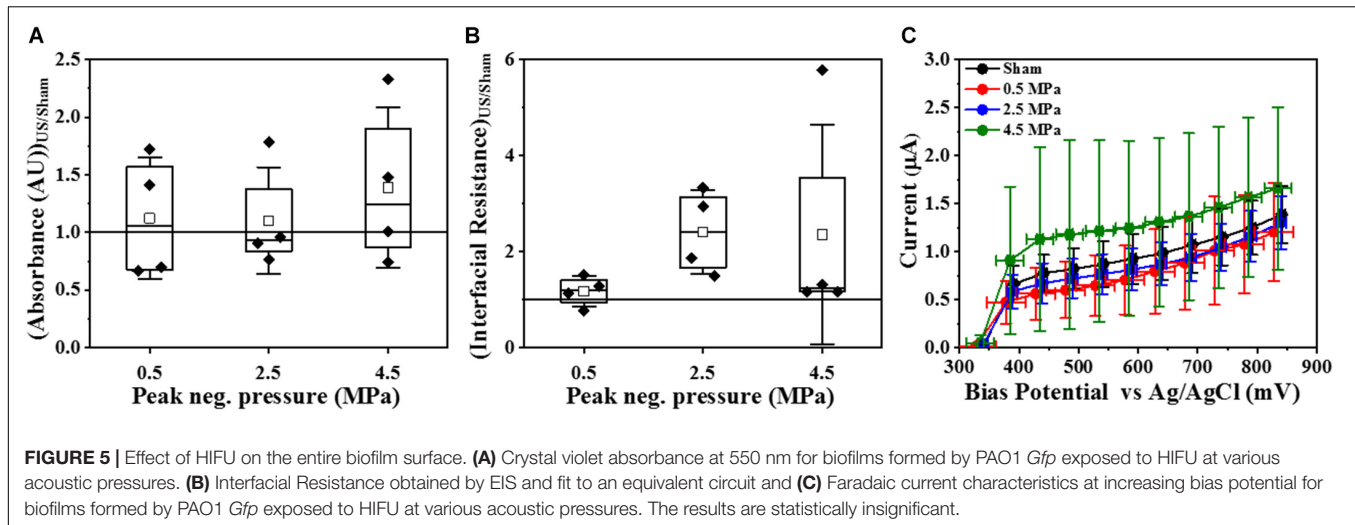 A
(Absorbance (AU))US/Sham
2.5
2.0
1.5
1.0
0.5
0.0
0.5
2.5
4.5
Peak neg. pressure (MPa)
B
(Interfacial Resistance)US/Sham
6
4
2
0
0.5
2.5
4.5
Peak neg. pressure (MPa)
C
Current (µA)
3.0
2.5
2.0
1.5
1.0
0.5
0.0
Sham
0.5 MPa
2.5 MPa
4.5 MPa
300 400 500 600 700 800 900
Bias Potential vs Ag/AgCl (mV)
FIGURE 5 | Effect of HIFU on the entire biofilm surface. (A) Crystal violet absorbance at 550 nm for biofilms formed by PAO1 Gfp exposed to HIFU at various
acoustic pressures. (B) Interfacial Resistance obtained by EIS and fit to an equivalent circuit and (C) Faradaic current characteristics at increasing bias potential for
biofilms formed by PAO1 Gfp exposed to HIFU at various acoustic pressures. The results are statistically insignificant.